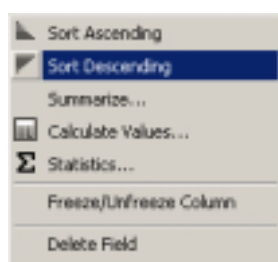 Sort Ascending
Sort Descending
Summarize...
Calculate Values...
Σ Statistics...
Freeze/Unfreeze Column
Delete Field